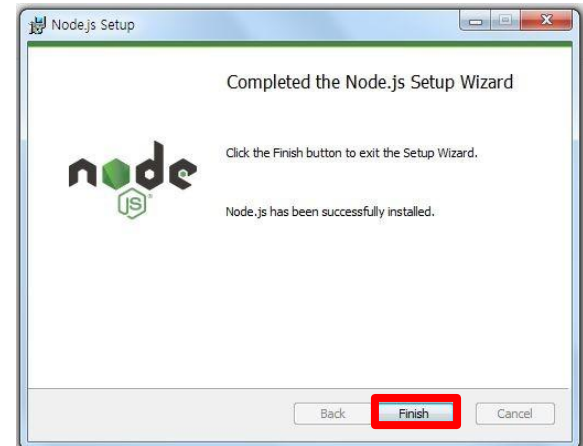 Node.js Setup
Completed the Node.js Setup Wizard
Click the Finish button to exit the Setup Wizard.
node
JS
Node.js has been successfully installed.
Back Finish Cancel